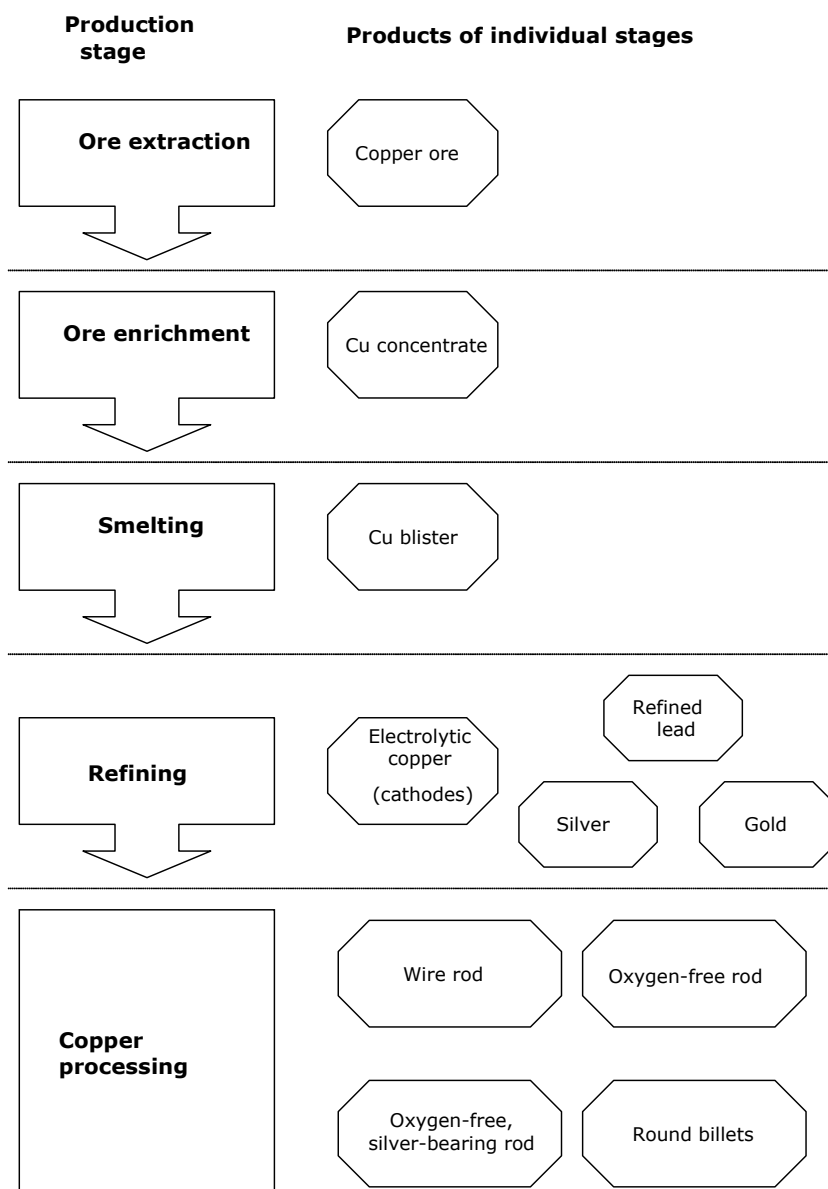 Production
stage
Products of individual stages
Ore extraction
Copper ore
Ore enrichment
Cu concentrate
Smelting
Cu blister
Refining
Electrolytic
copper
(cathodes)
Refined
lead
Silver
Gold
Copper
processing
Wire rod
Oxygen-free rod
Oxygen-free,
silver-bearing rod
Round billets